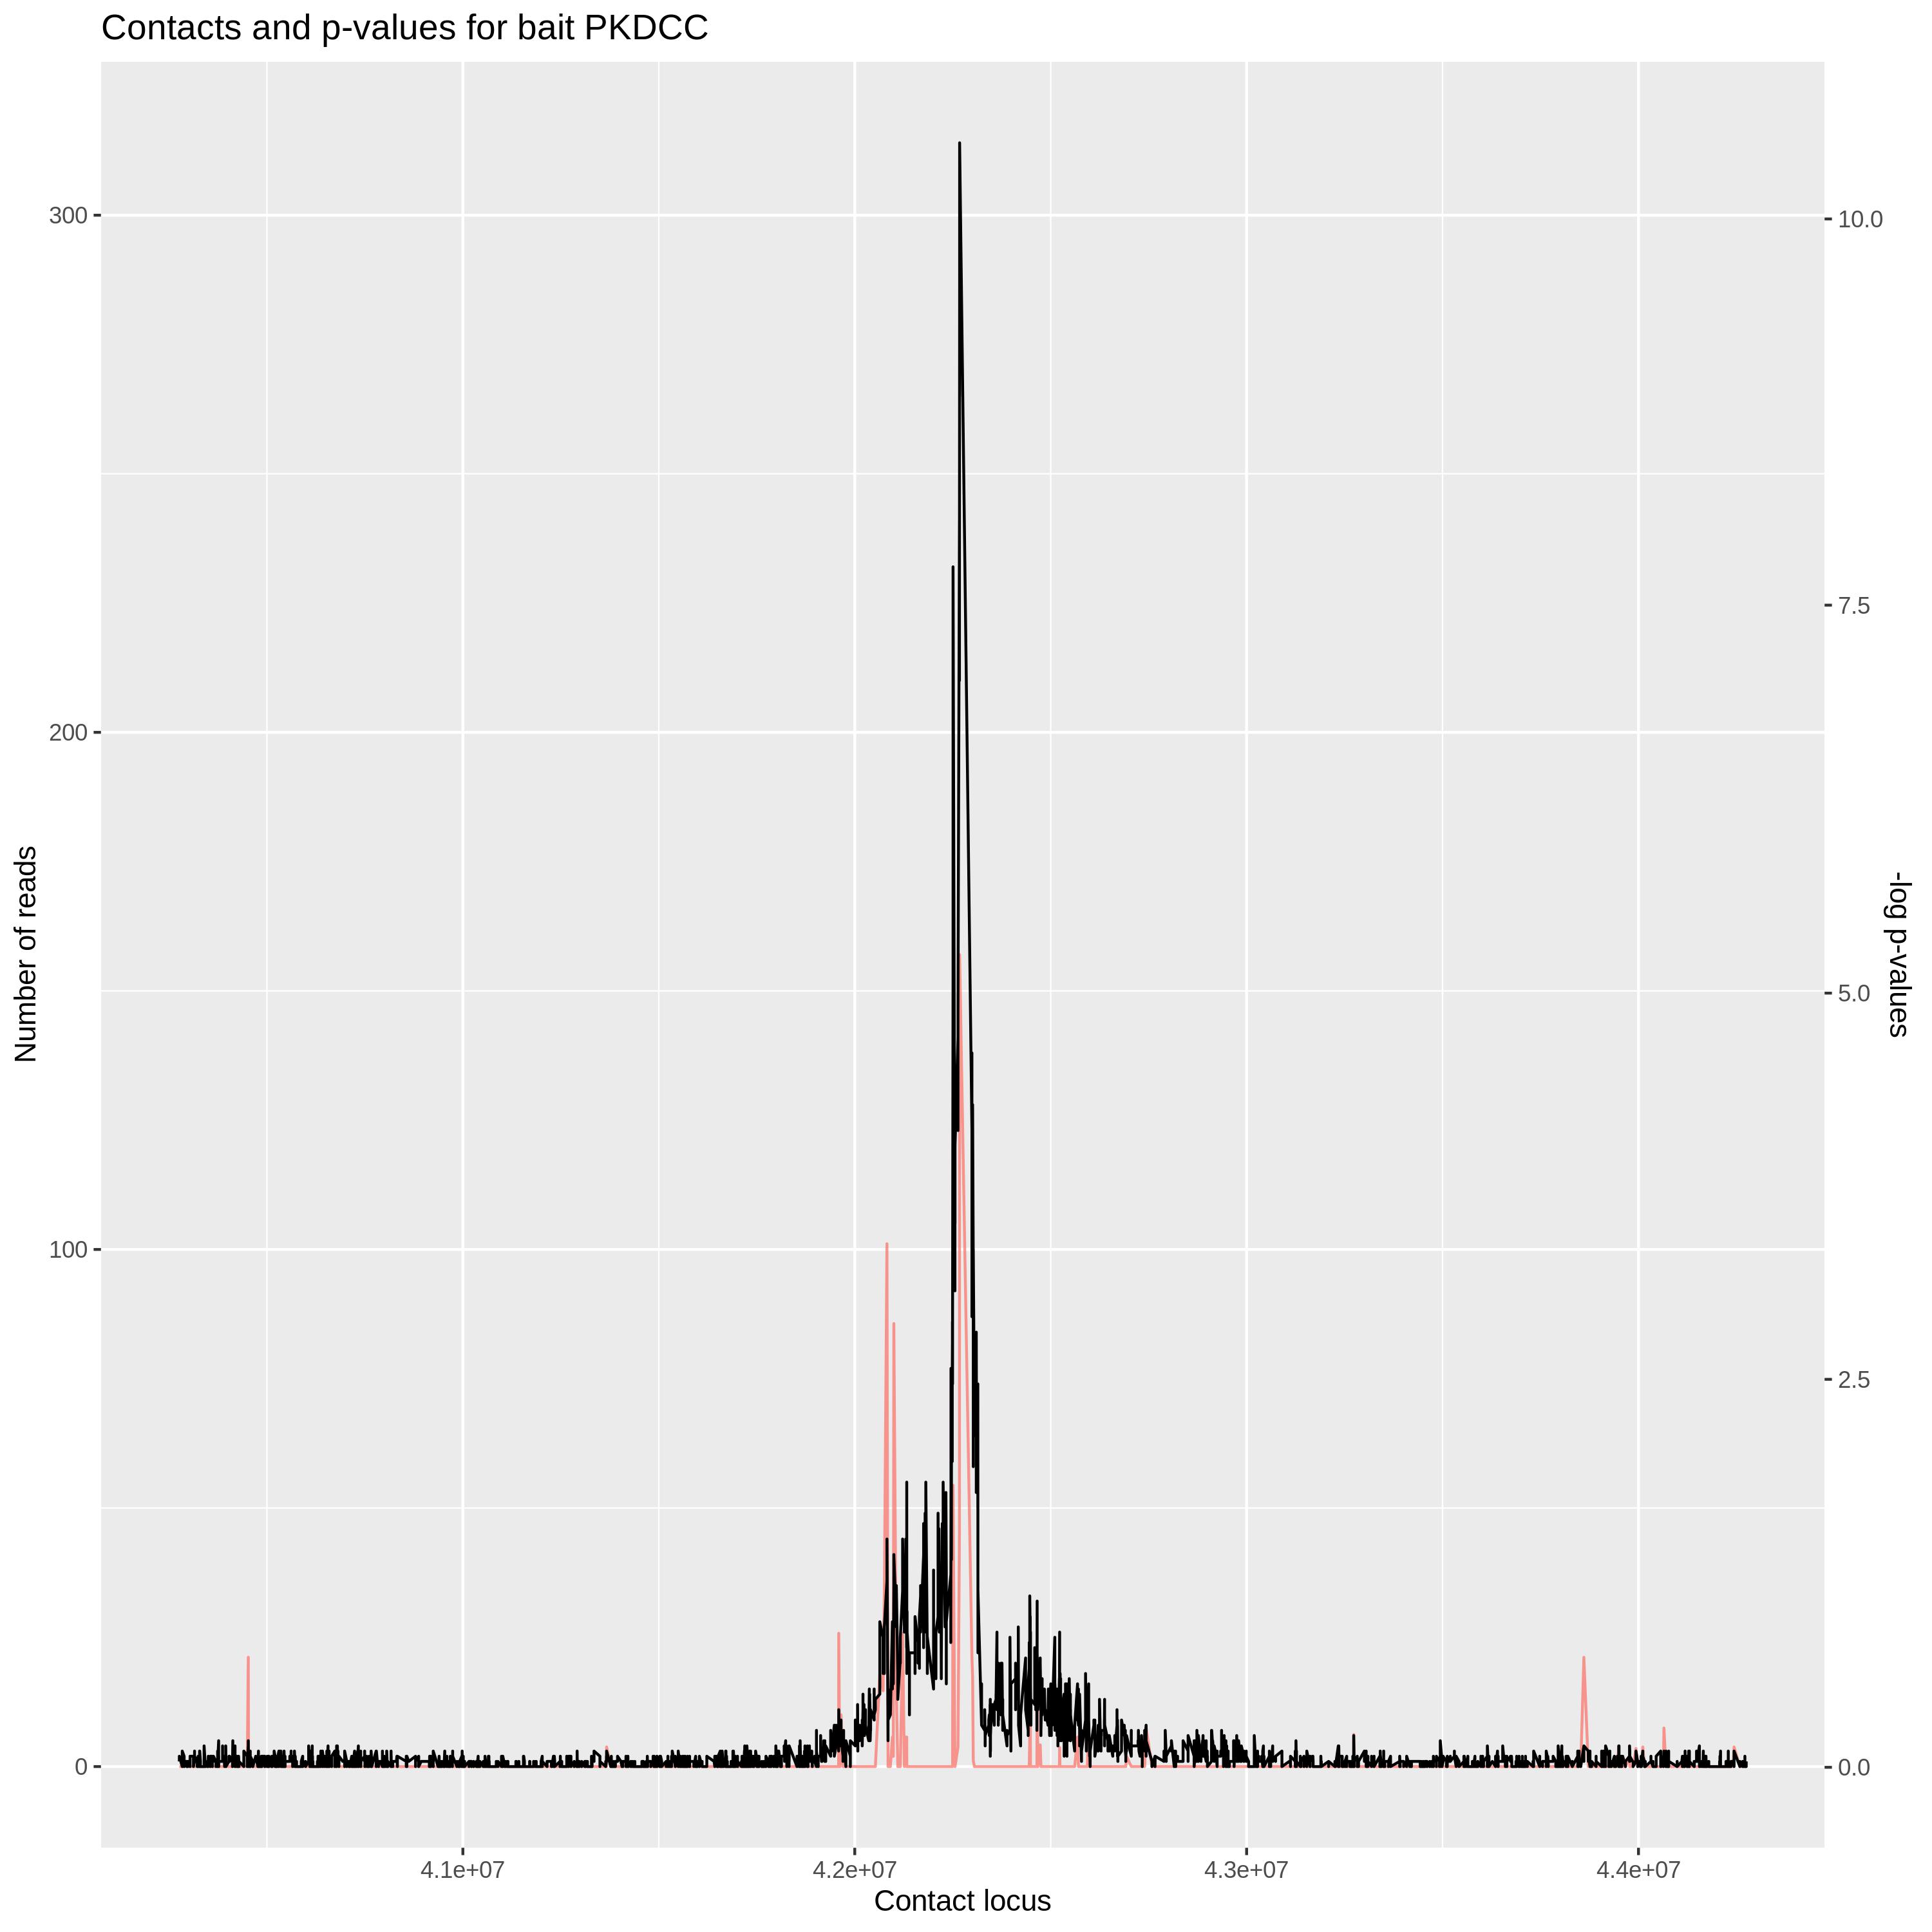 Contacts and p-values for bait PKDCC
300
200
100
0
Number of reads
10.0
7.5
5.0
2.5
0.0
-log p-values
4.1e+07 4.2e+07 4.3e+07 4.4e+07
Contact locus